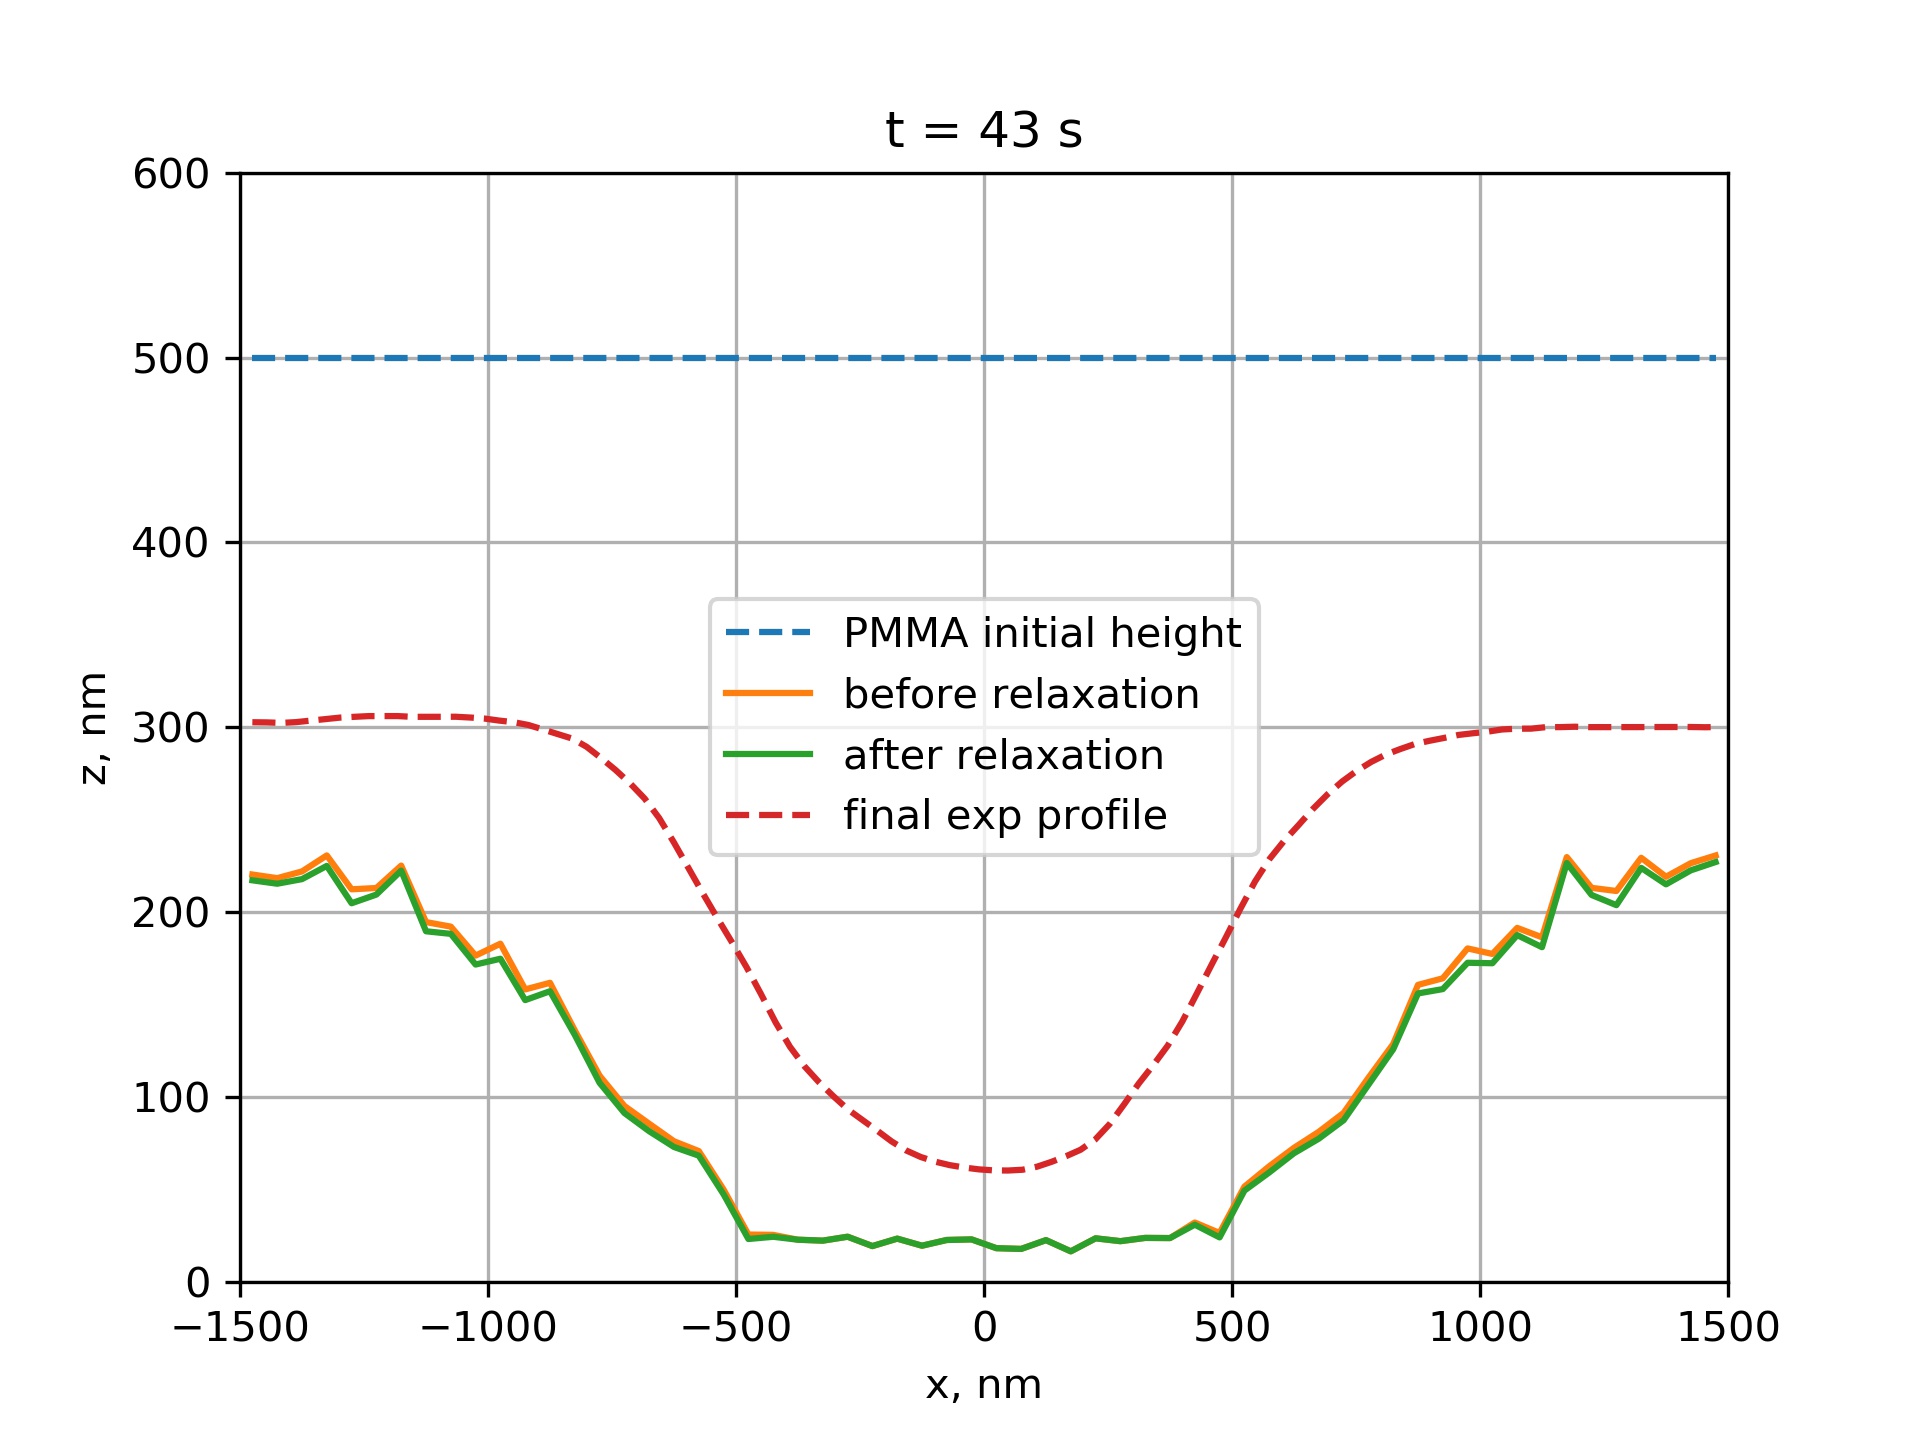 t = 43 s
600
500
400
300
200
100
0
z, nm
PMMA initial height
before relaxation
after relaxation
final exp profile
−1500 −1000 −500 0 500 1000 1500
x, nm